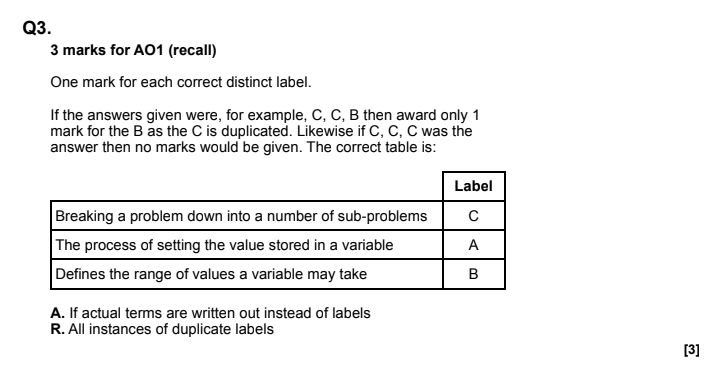 Q3.
3 marks for AO1 (recall)
One mark for each correct distinct label.
If the answers given were, for example, C, C, B then award only 1
mark for the B as the C is duplicated. Likewise if C, C, C was the
answer then no marks would be given. The correct table is:
Label
Breaking a problem down into a number of sub-problems C
The process of setting the value stored in a variable A
Defines the range of values a variable may take B
A. If actual terms are written out instead of labels
R. All instances of duplicate labels
[3]